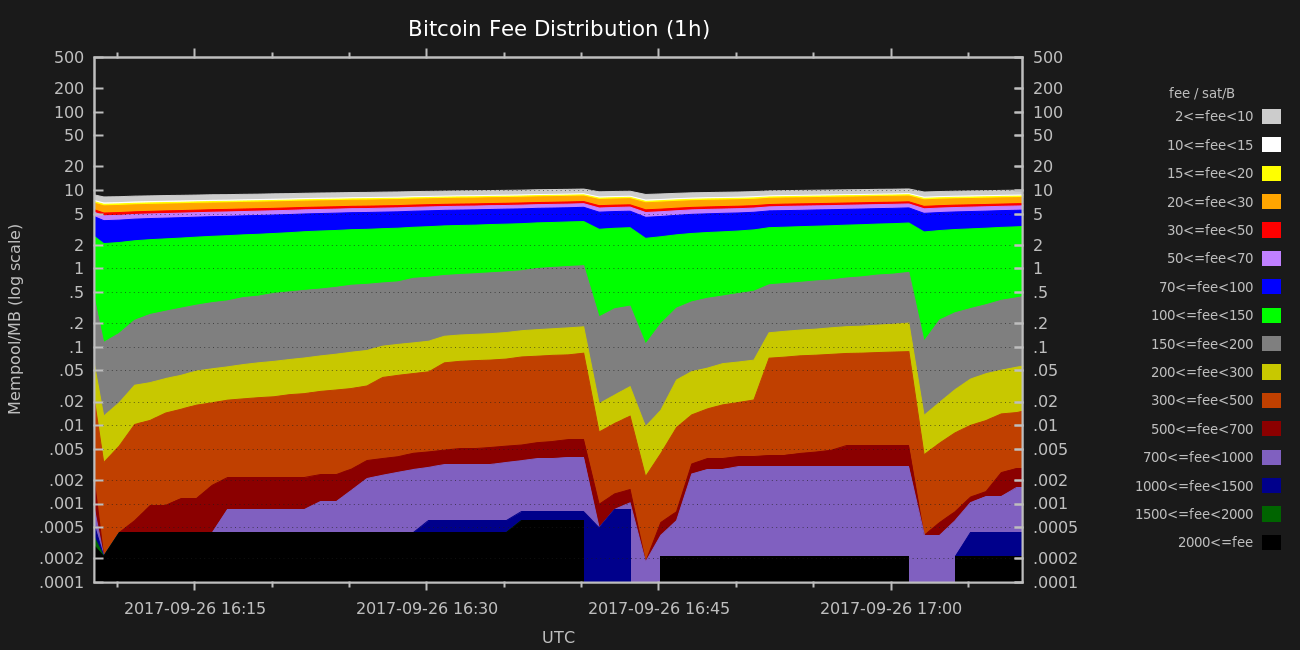 Bitcoin Fee Distribution (1h)
500
200
100
50
20
10
5
2
1
.5
.2
.1
.05
.02
.01
.005
.002
.001
.0005
.0002
.0001
Mempool/MB (log scale)
500
200
100
50
20
10
5
2
1
.5
.2
.1
.05
.02
.01
.005
.002
.001
.0005
.0002
.0001
2017-09-26 16:15
2017-09-26 16:30
2017-09-26 16:45
2017-09-26 17:00
UTC
fee / sat/B
2<=fee<10
10<=fee<15
15<=fee<20
20<=fee<30
30<=fee<50
50<=fee<70
70<=fee<100
100<=fee<150
150<=fee<200
200<=fee<300
300<=fee<500
500<=fee<700
700<=fee<1000
1000<=fee<1500
1500<=fee<2000
2000<=fee